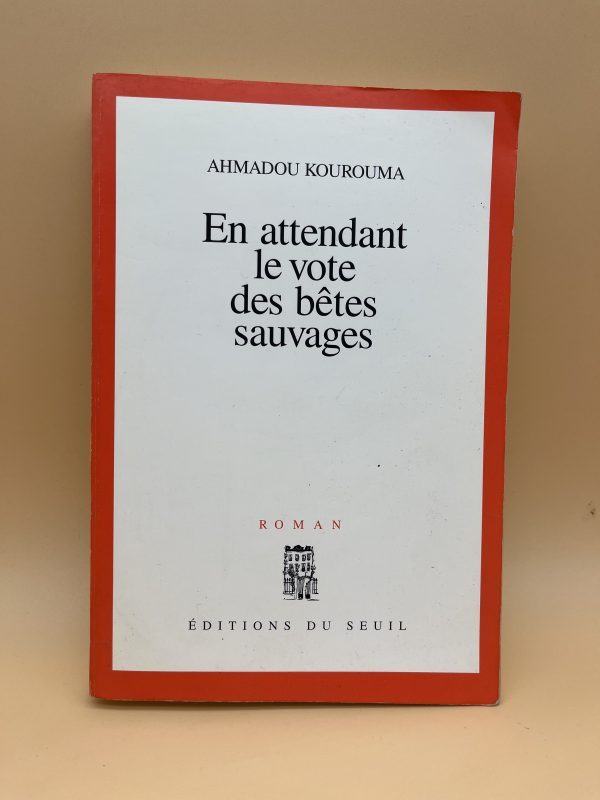 AHMADOU KOUROUMA
En attendant
le vote
des bêtes
sauvages
ROMAN
ÉDITIONS DU SEUIL